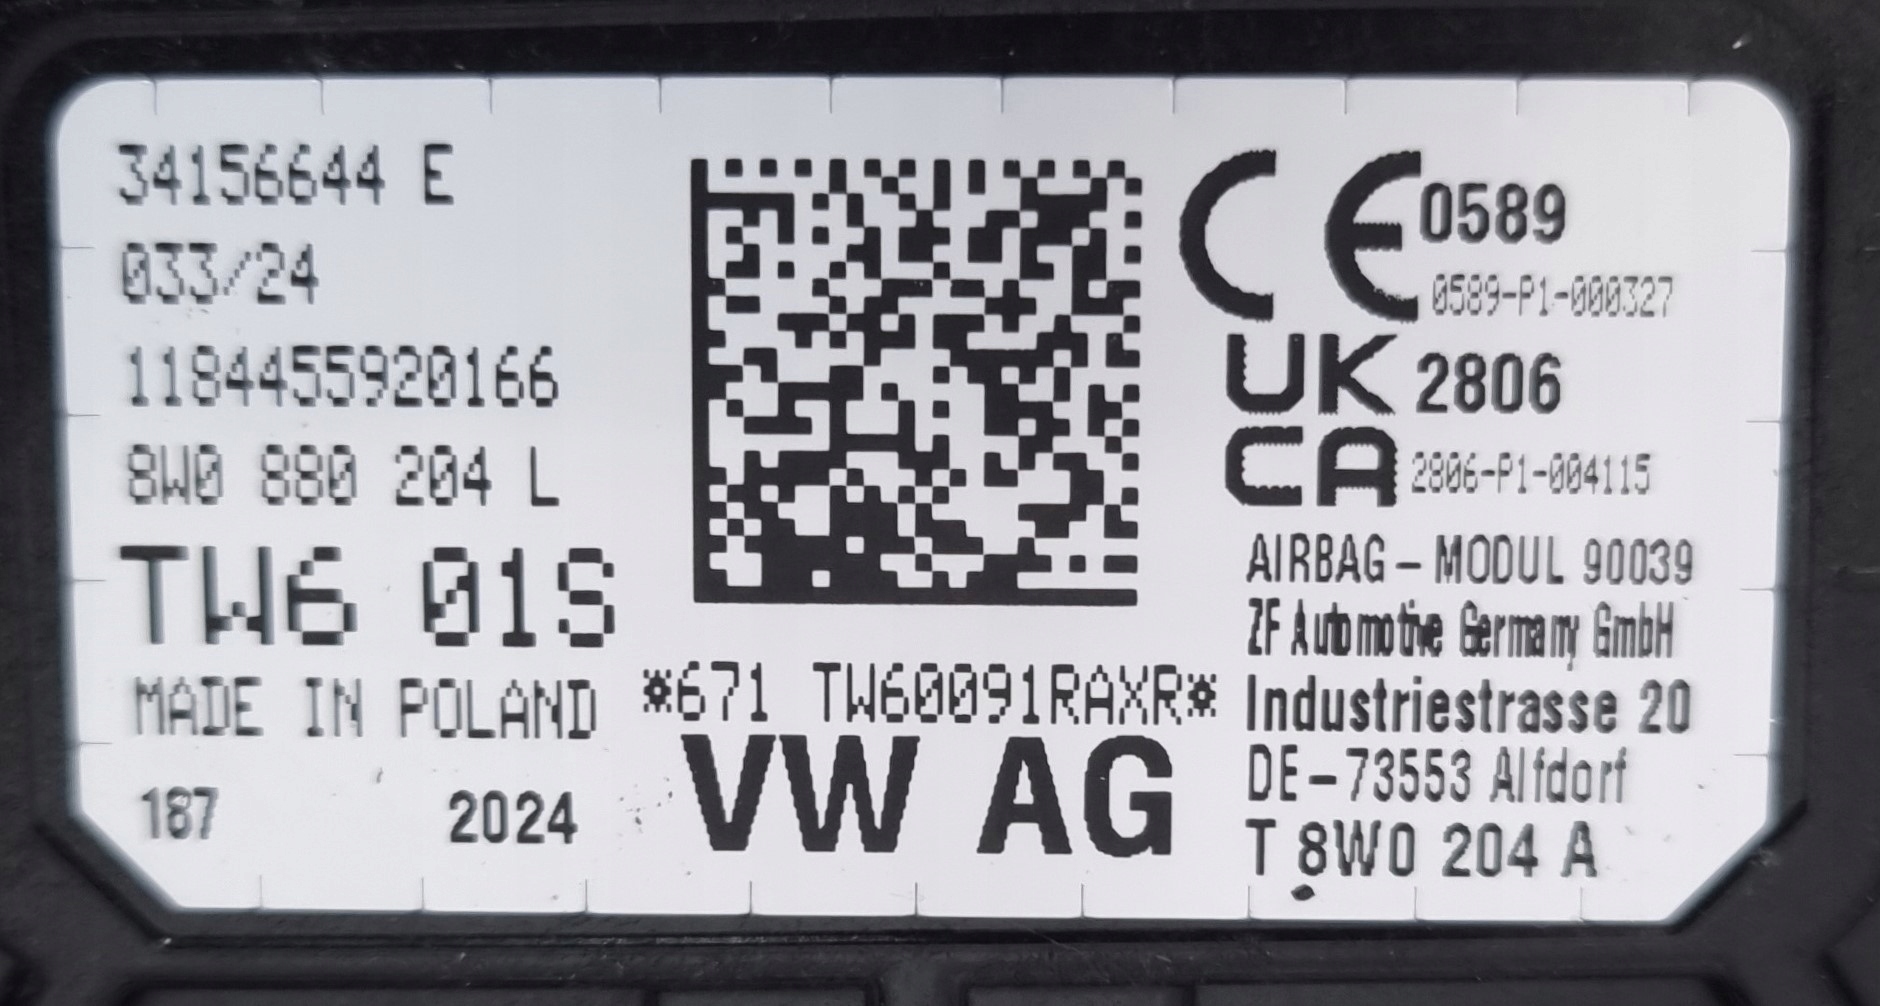 34156644 E
033/24
1184455920166
8W0 880 204 L
TW6 01S
MADE IN POLAND
187 2024
*671 TW60091RAXR*
VW AG
CE 0589
0589-P1-000327
UK 2806
CA 2806-P1-004115
AIRBAG – MODUL 90039
ZF Automotive Germany GmbH
Industriestrasse 20
DE-73553 Alfdorf
T 8W0 204 A